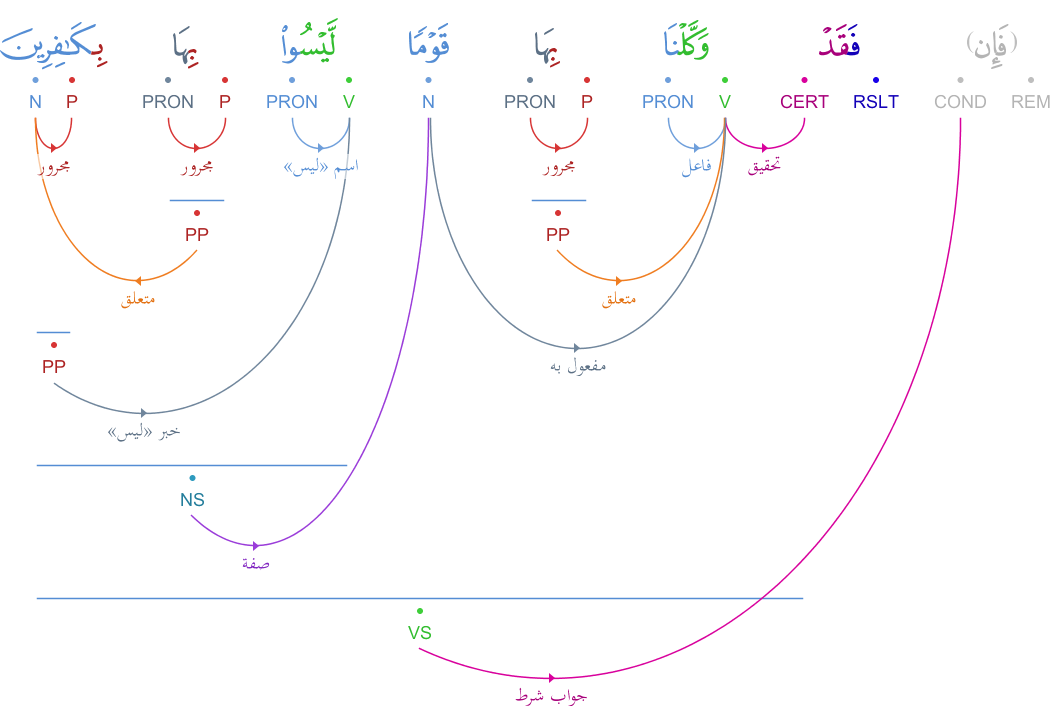 (فَإِن) فَقَدْ وَكَّلْنَا بِهَا قَوْمًا لَّيْسُوا۟ بِهَا بِكَـٰفِرِينَ
REM COND RSLT CERT V PRON P PRON N V PRON P PRON P N
تحقيق فاعل مجرور اسم «ليس» مجرور مجرور
PP PP
متعلق متعلق
PP
مفعول به
خبر «ليس»
NS
صفة
VS
جواب شرط